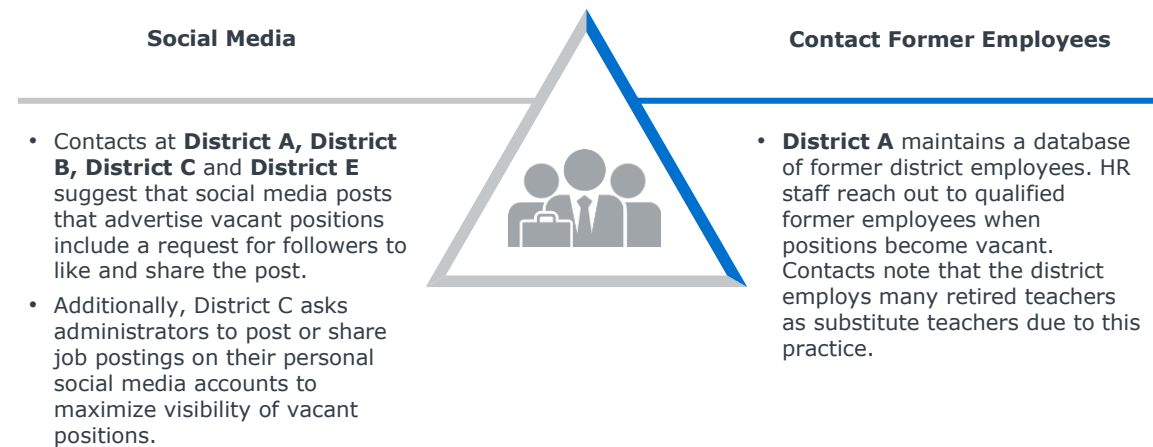 Social Media
• Contacts at District A, District
B, District C and District E
suggest that social media posts
that advertise vacant positions
include a request for followers to
like and share the post.
• Additionally, District C asks
administrators to post or share
job postings on their personal
social media accounts to
maximize visibility of vacant
positions.
Contact Former Employees
• District A maintains a database
of former district employees. HR
staff reach out to qualified
former employees when
positions become vacant.
Contacts note that the district
employs many retired teachers
as substitute teachers due to this
practice.